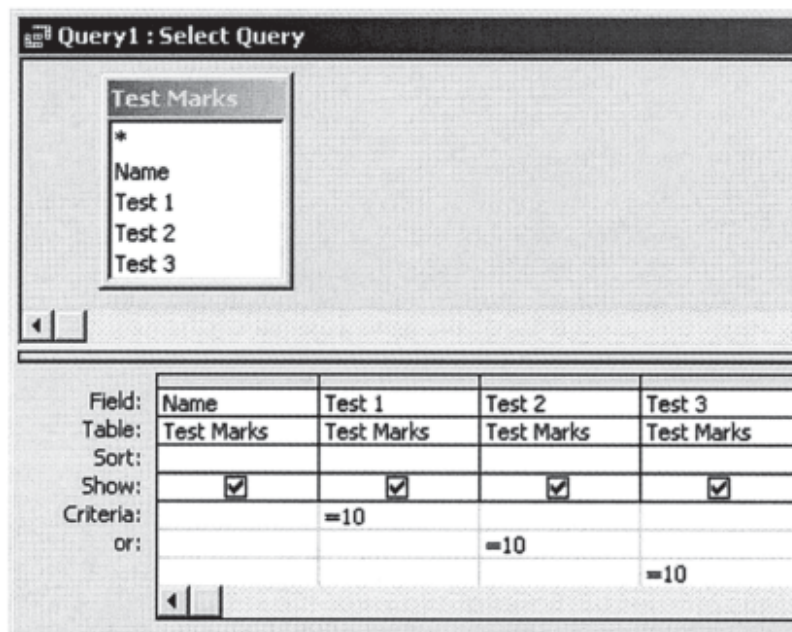 Query1 : Select Query
Test Marks
*
Name
Test 1
Test 2
Test 3
Field: Name Test 1 Test 2 Test 3
Table: Test Marks Test Marks Test Marks Test Marks
Sort:
Show:
Criteria: =10
or: =10
=10